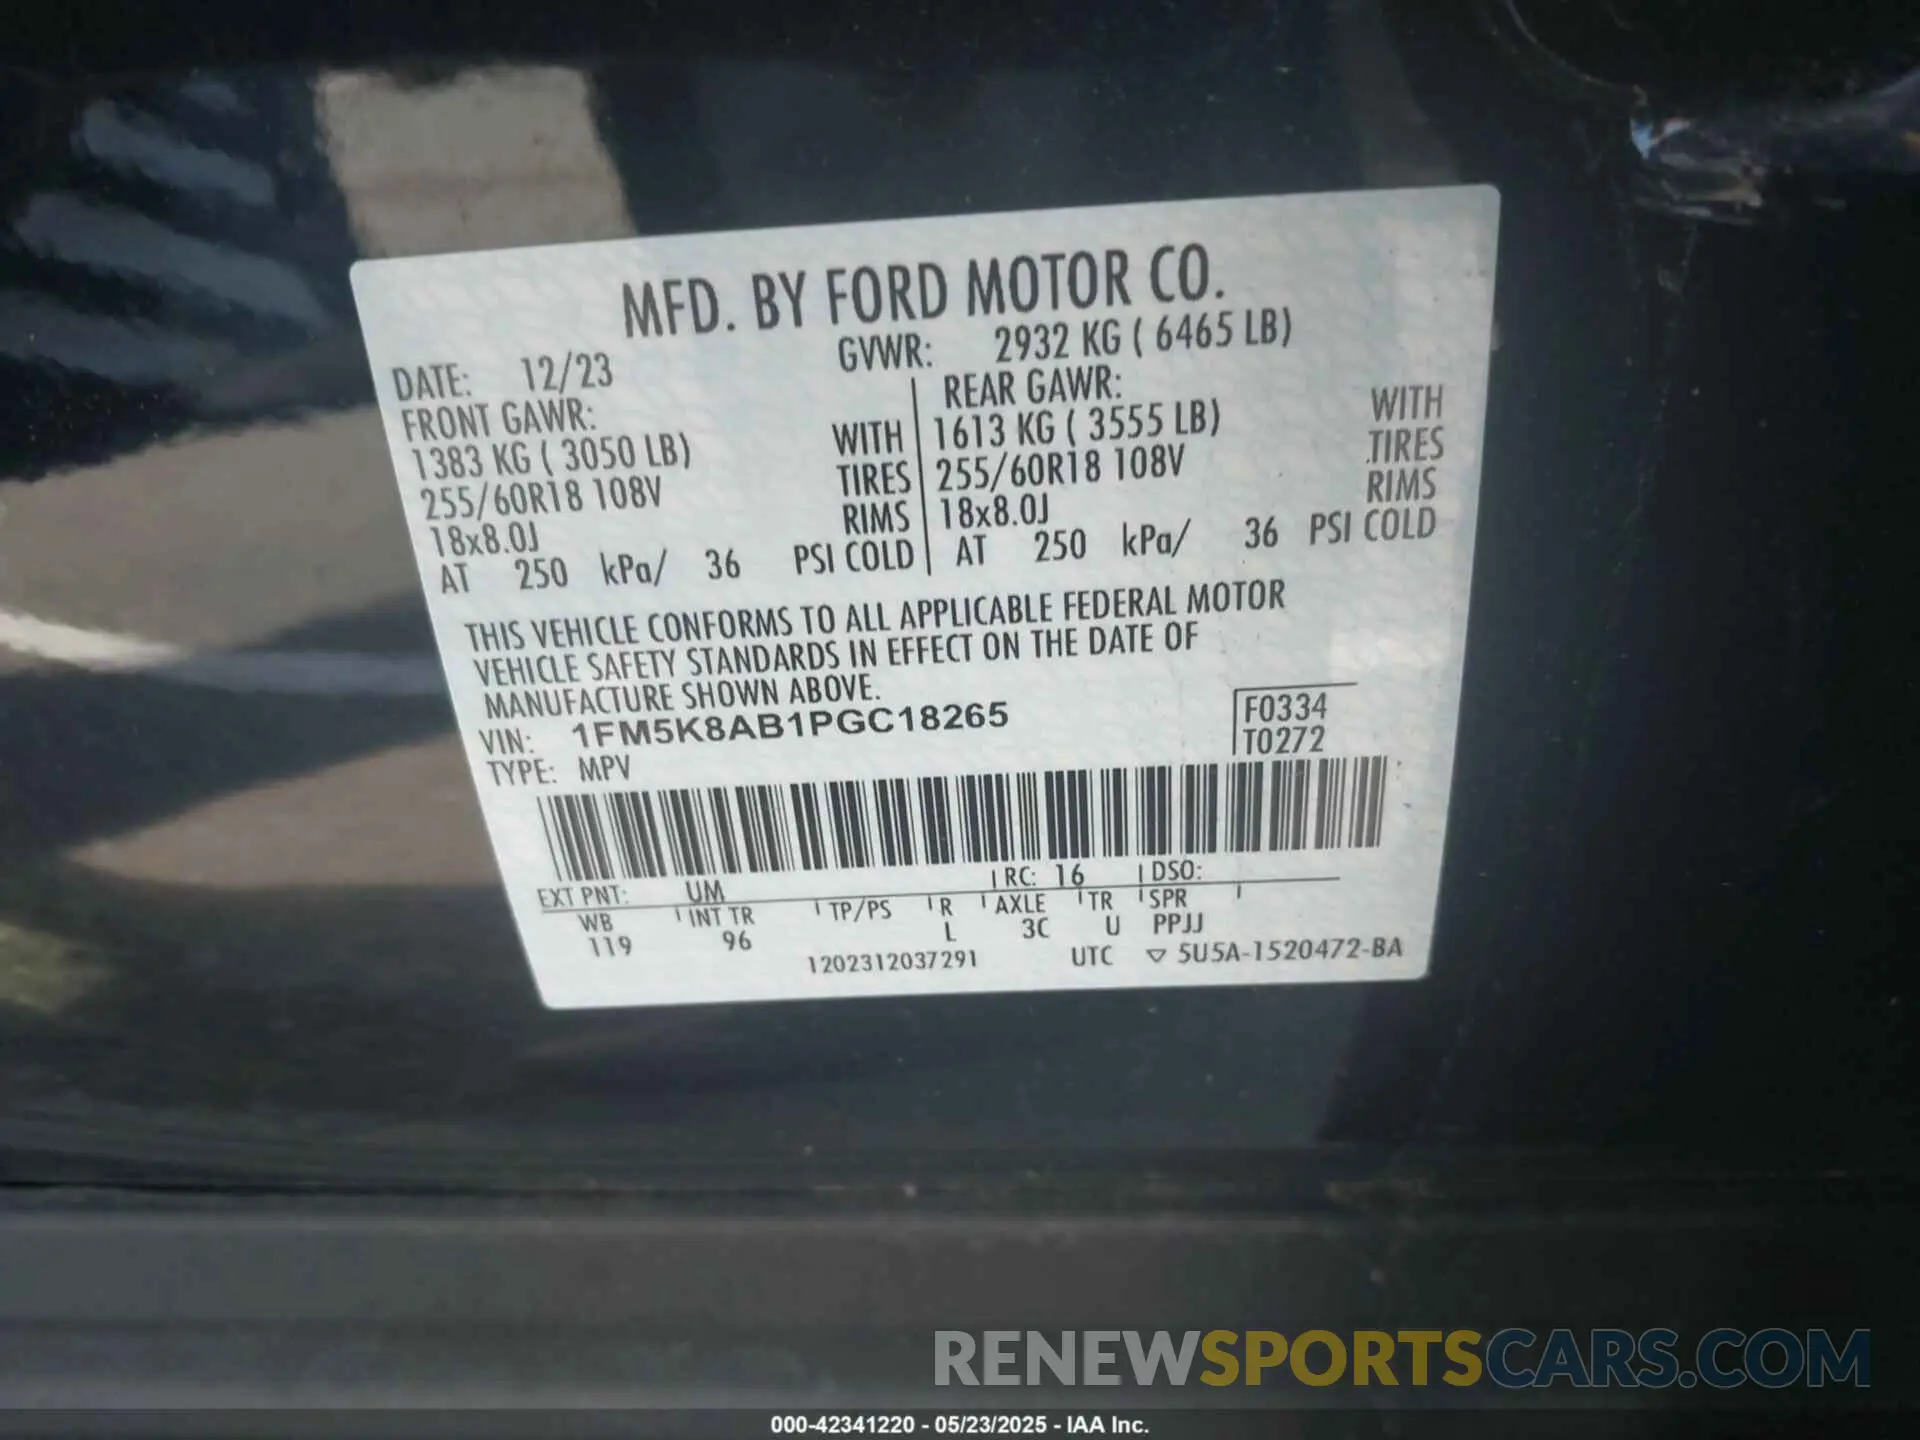 MFD. BY FORD MOTOR CO.
DATE: 12/23 GVWR: 2932 KG ( 6465 LB)
FRONT GAWR: REAR GAWR:
1383 KG ( 3050 LB) WITH 1613 KG ( 3555 LB) WITH
255/60R18 108V TIRES 255/60R18 108V TIRES
18x8.0J RIMS 18x8.0J RIMS
AT 250 kPa/ 36 PSI COLD AT 250 kPa/ 36 PSI COLD
THIS VEHICLE CONFORMS TO ALL APPLICABLE FEDERAL MOTOR
VEHICLE SAFETY STANDARDS IN EFFECT ON THE DATE OF
MANUFACTURE SHOWN ABOVE.
VIN: 1FM5K8AB1PGC18265 F0334
TYPE: MPV T0272
EXT PNT: UM RC: 16 DSO:
WB INT TR TP/PS R AXLE TR SPR
119 96 L 3C U PPJJ
1202312037291 UTC ▽ 5U5A-1520472-BA
RENEWSPORTSCARS.COM
000-42341220 - 05/23/2025 - IAA Inc.